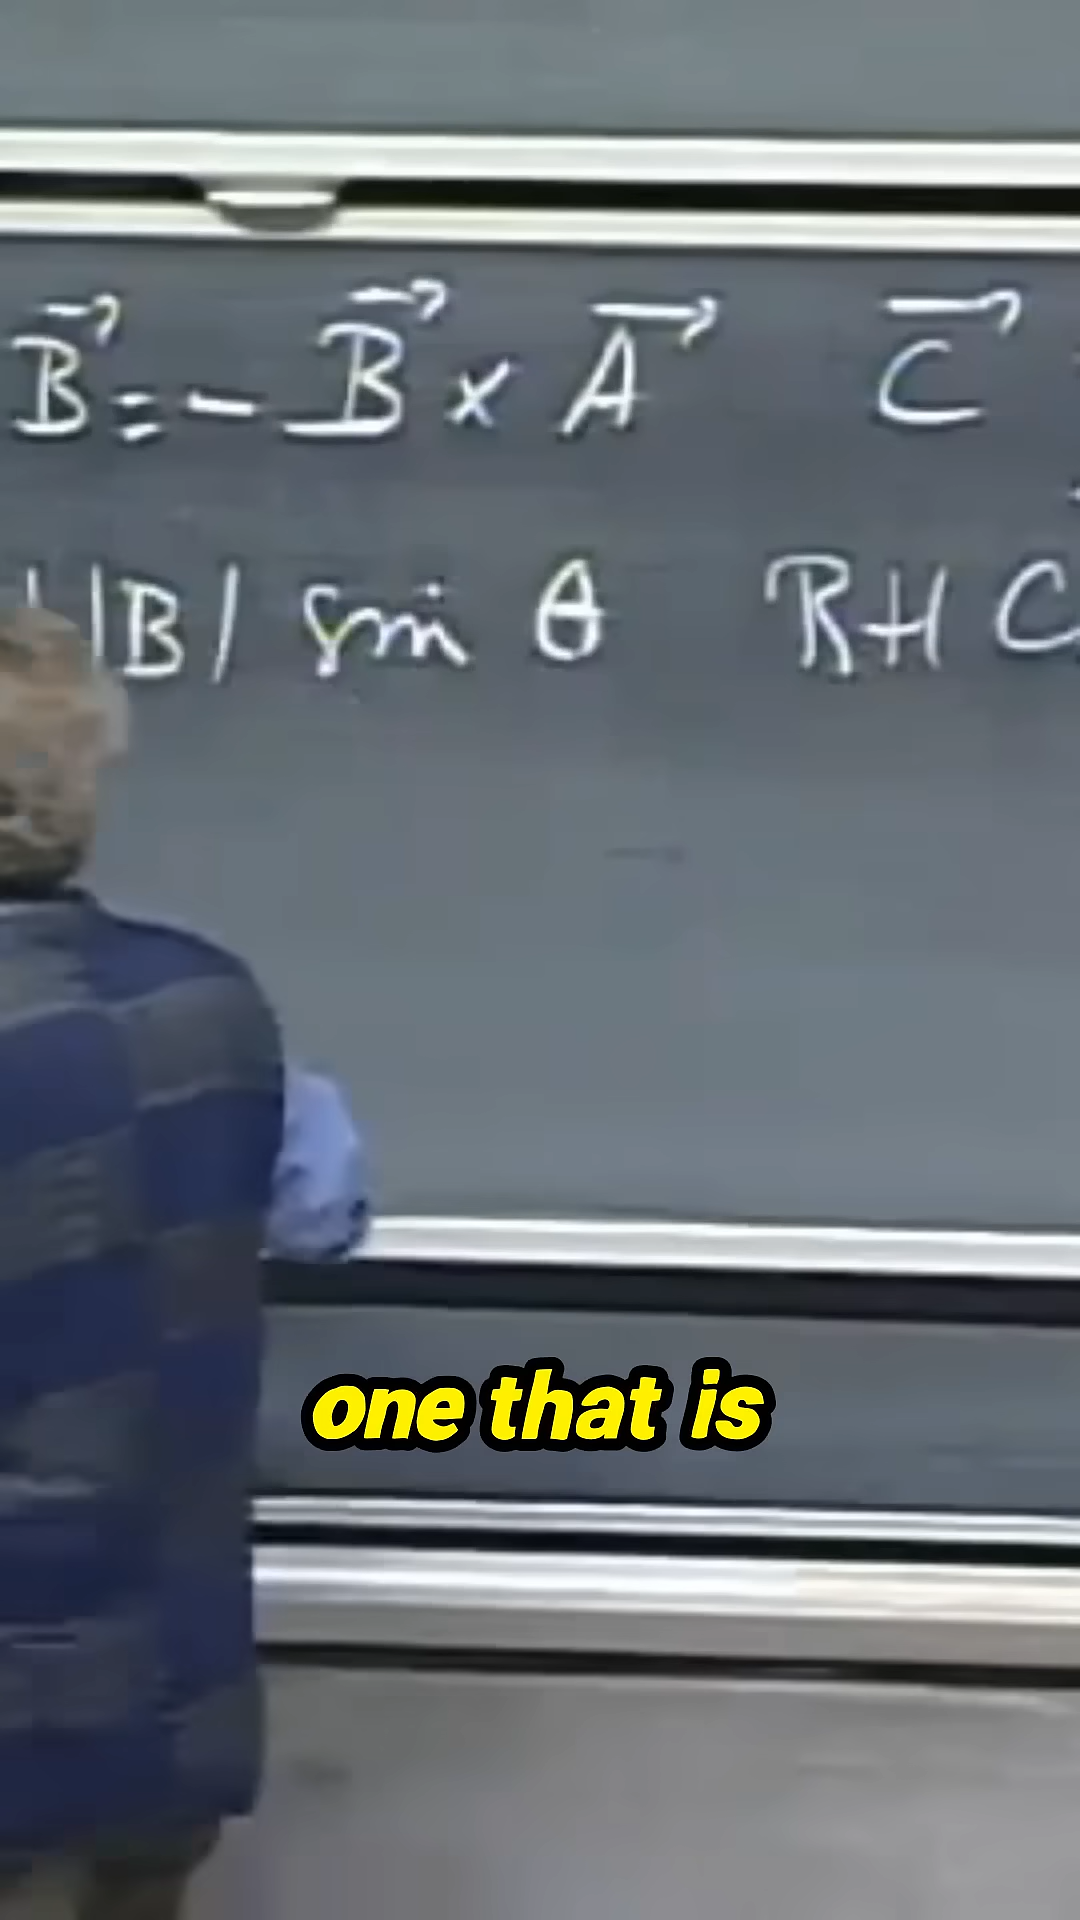 B⃗ = - B⃗ × A⃗ C⃗
| |B| sin θ RHC
one that is